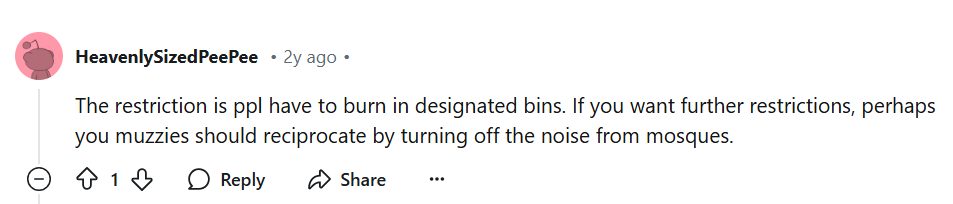 HeavenlySizedPeePee • 2y ago •
The restriction is ppl have to burn in designated bins. If you want further restrictions, perhaps
you muzzies should reciprocate by turning off the noise from mosques.
1 Reply Share ...